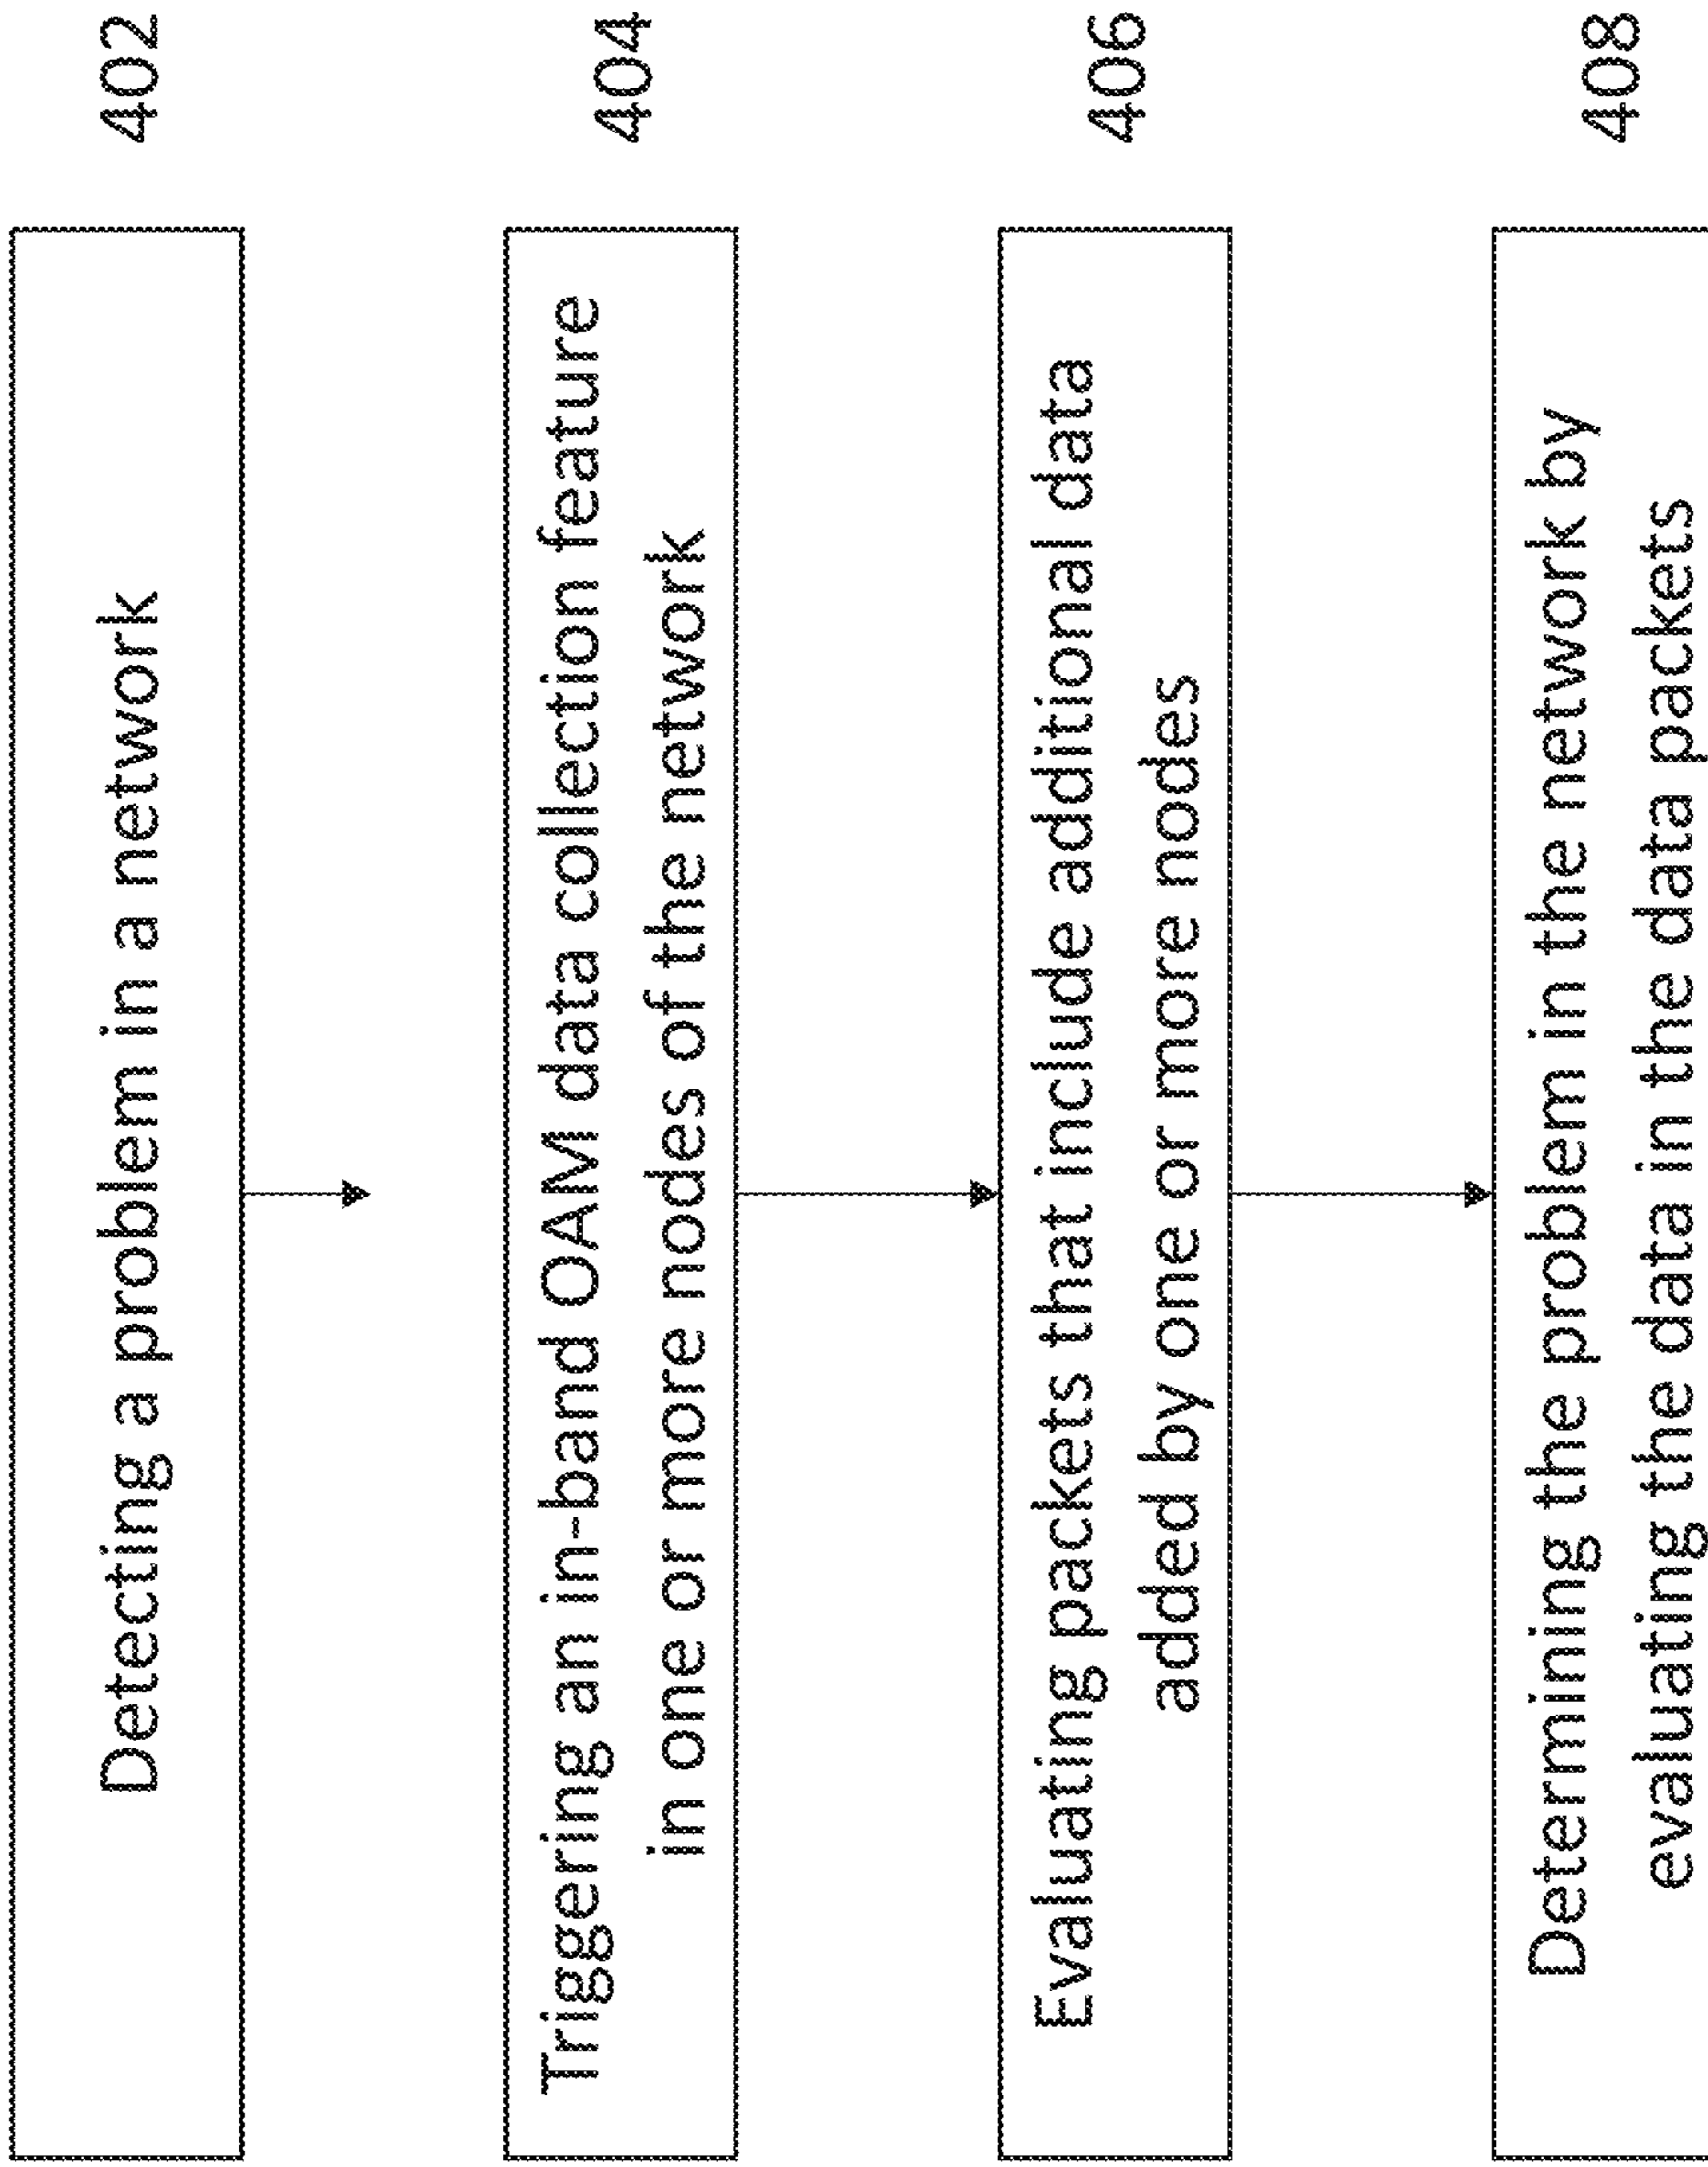 Detecting a problem in a network
402
Triggering an in-band OAM data collection feature
in one or more nodes of the network
404
Evaluating packets that include additional data
added by one or more nodes
406
Determining the problem in the network by
evaluating the data in the data packets
408